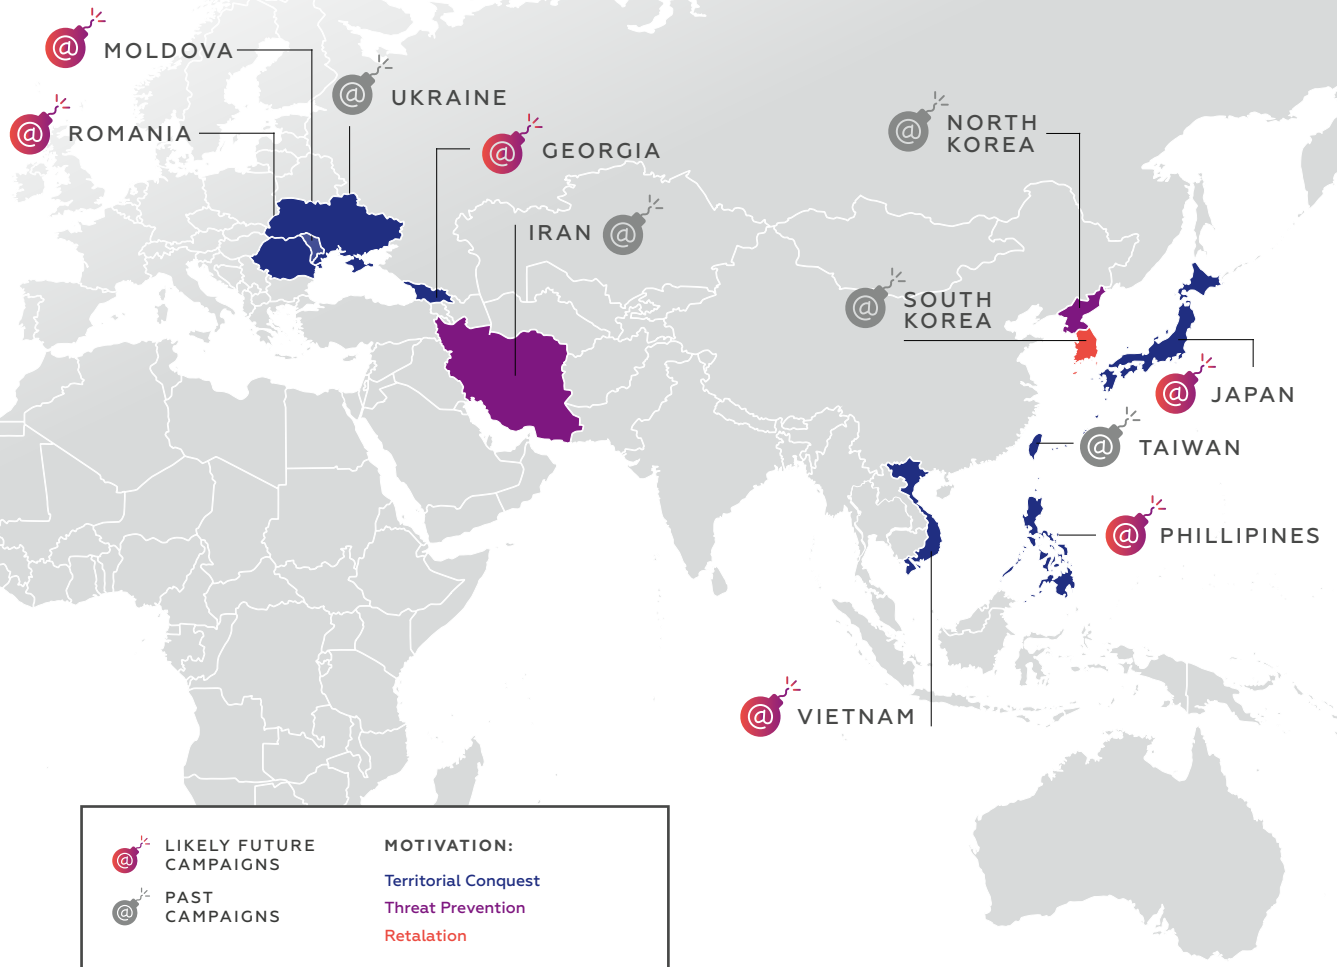 MOLDOVA
UKRAINE
ROMANIA
GEORGIA
NORTH
KOREA
IRAN
SOUTH
KOREA
JAPAN
TAIWAN
PHILLIPINES
VIETNAM
LIKELY FUTURE
CAMPAIGNS
PAST
CAMPAIGNS
MOTIVATION:
Territorial Conquest
Threat Prevention
Retalation